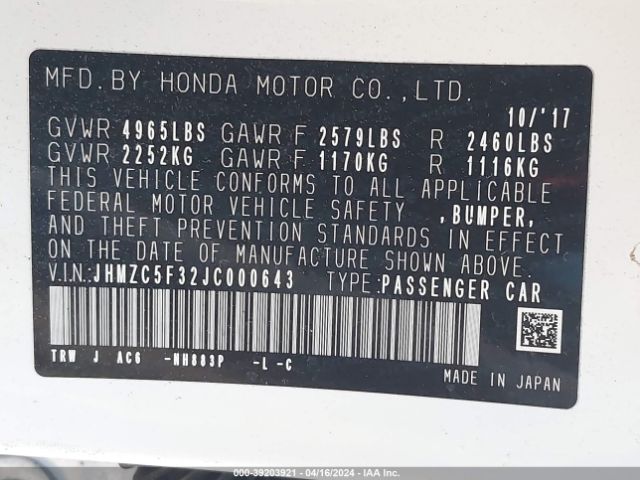 MFD. BY HONDA MOTOR CO., LTD.
10/'17
GVWR 4965LBS GAWR F 2579LBS R 2460LBS
GVWR 2252KG GAWR F 1170KG R 1116KG
THIS VEHICLE CONFORMS TO ALL APPLICABLE
FEDERAL MOTOR VEHICLE SAFETY , BUMPER,
AND THEFT PREVENTION STANDARDS IN EFFECT
ON THE DATE OF MANUFACTURE SHOWN ABOVE.
V.I.N: JHMZC5F32JC000643 TYPE: PASSENGER CAR
TRW J AC6 -NH883P -L -C
MADE IN JAPAN
000-39203921 - 04/16/2024 - IAA Inc.